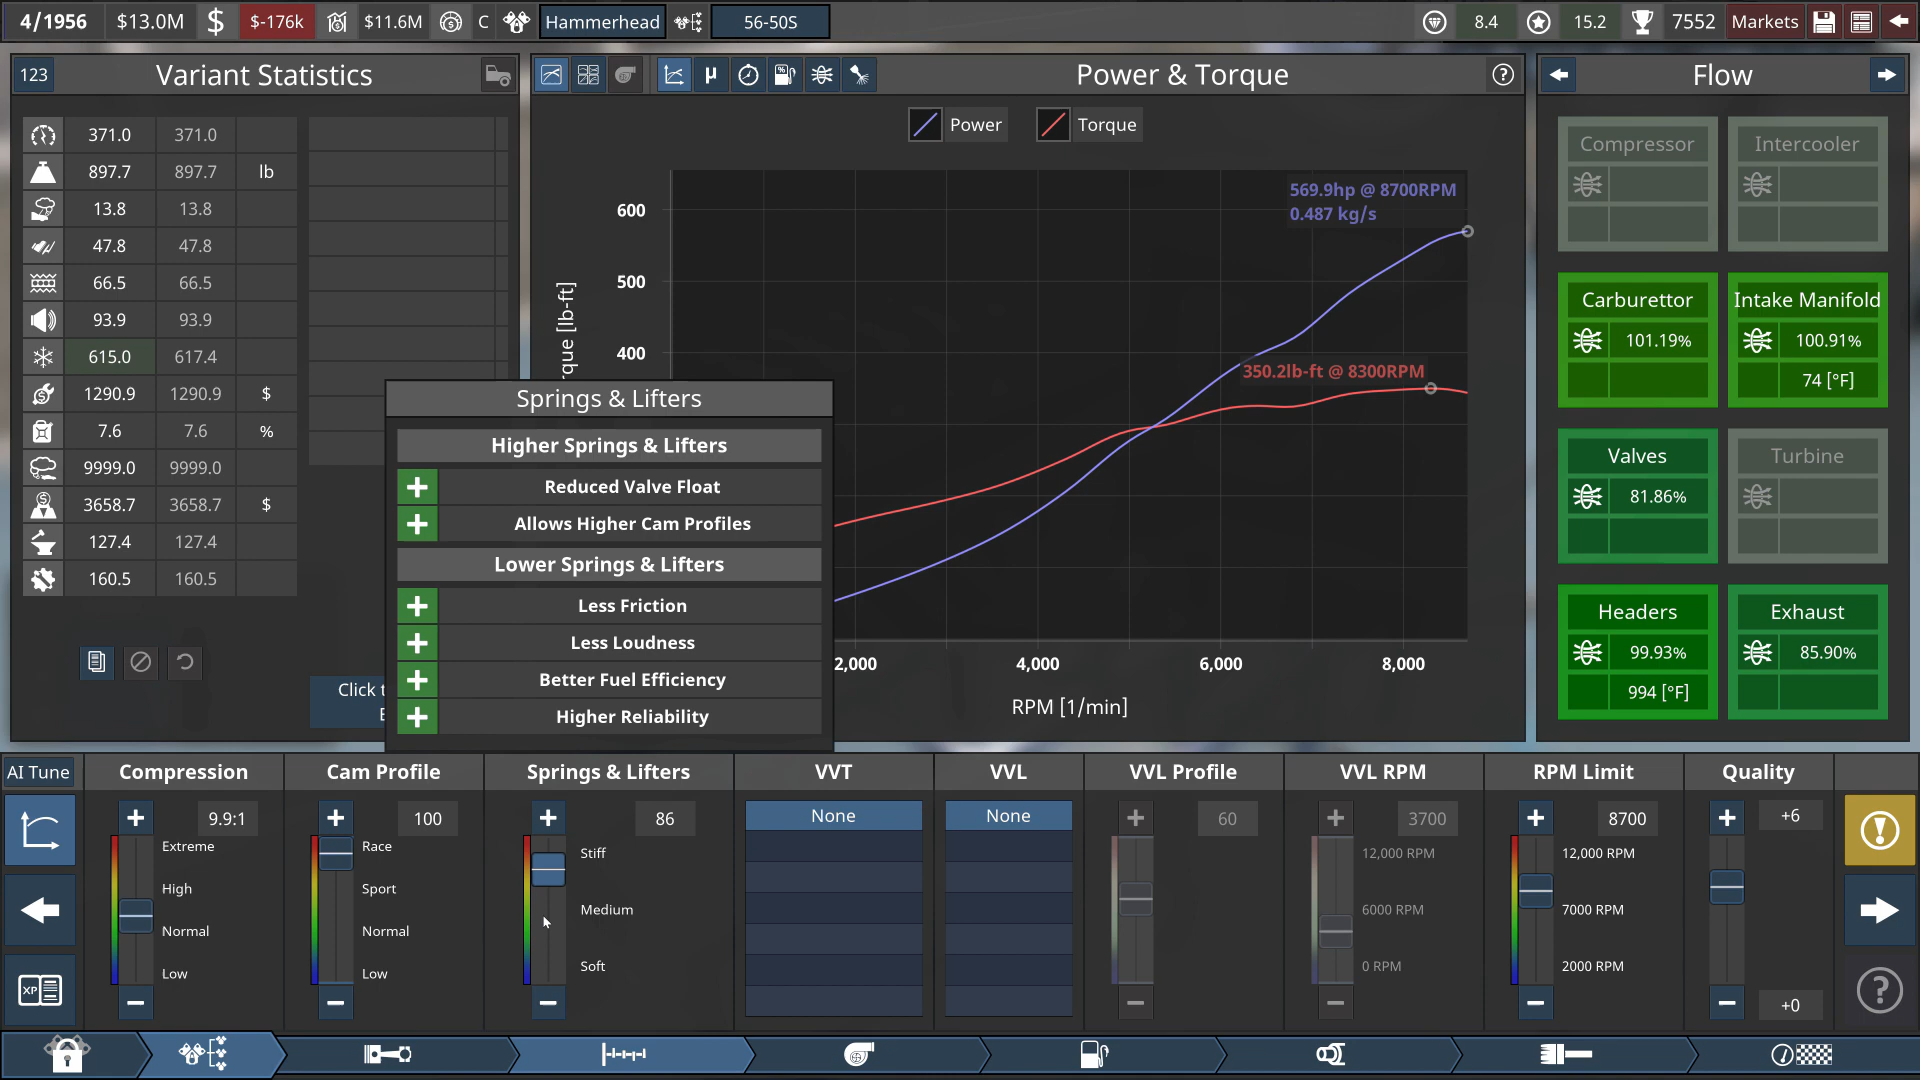 4/1956 $13.0M $ $-176k $11.6M C Hammerhead 56-50S 8.4 15.2 7552 Markets
123 Variant Statistics
371.0 371.0
897.7 897.7 lb
13.8 13.8
47.8 47.8
66.5 66.5
93.9 93.9
615.0 617.4
1290.9 1290.9 $
7.6 7.6 %
9999.0 9999.0
3658.7 3658.7 $
127.4 127.4
160.5 160.5
Click t
E
μ Power & Torque ?
Power Torque
569.9hp @ 8700RPM
0.487 kg/s
600
500
400
350.2lb-ft @ 8300RPM
rque [lb-ft]
2,000 4,000 6,000 8,000
RPM [1/min]
Springs & Lifters
Higher Springs & Lifters
Reduced Valve Float
Allows Higher Cam Profiles
Lower Springs & Lifters
Less Friction
Less Loudness
Better Fuel Efficiency
Higher Reliability
Flow
Compressor Intercooler
Carburettor Intake Manifold
101.19% 100.91%
74 [°F]
Valves Turbine
81.86%
Headers Exhaust
99.93% 85.90%
994 [°F]
AI Tune Compression Cam Profile Springs & Lifters VVT VVL VVL Profile VVL RPM RPM Limit Quality
9.9:1 100 86 None None 60 3700 8700 +6
Extreme Race Stiff 12,000 RPM 12,000 RPM
High Sport Medium 6000 RPM 7000 RPM
Normal Normal
Low Low Soft 0 RPM 2000 RPM
+0
XP ?